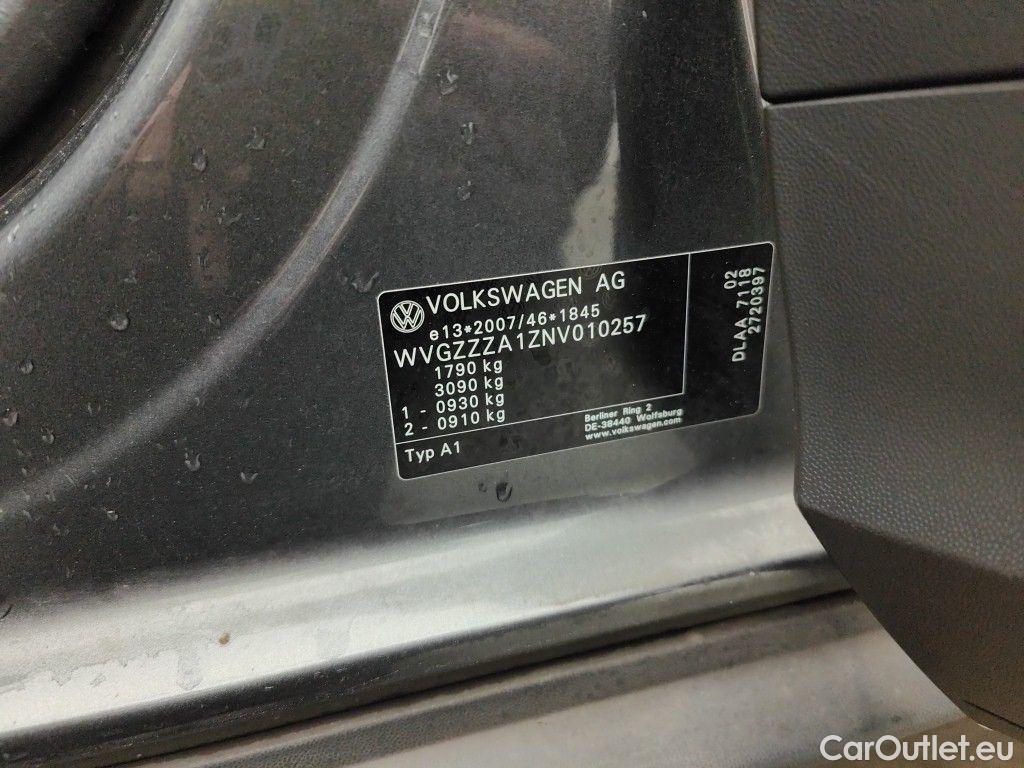 VOLKSWAGEN AG
e13*2007/46*1845
WVGZZZA1ZNV010257
1790 kg
3090 kg
1 - 0930 kg
2 - 0910 kg
Typ A1
Berliner Ring 2
DE-38440 Wolfsburg
www.volkswagen.com
02
DLAA 7118
2720397
CarOutlet.eu